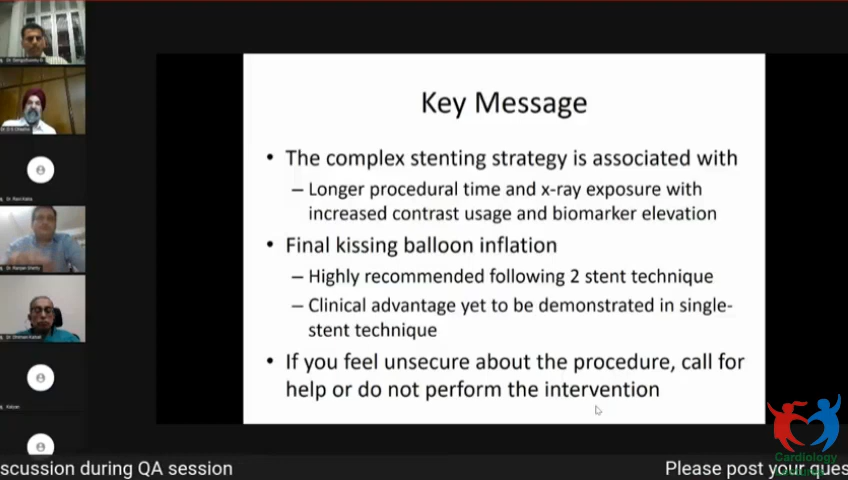 Key Message
• The complex stenting strategy is associated with
– Longer procedural time and x-ray exposure with
increased contrast usage and biomarker elevation
• Final kissing balloon inflation
– Highly recommended following 2 stent technique
– Clinical advantage yet to be demonstrated in single-
stent technique
• If you feel unsecure about the procedure, call for
help or do not perform the intervention
Kalyan
Cardiology
scussion during QA session
Please post your ques